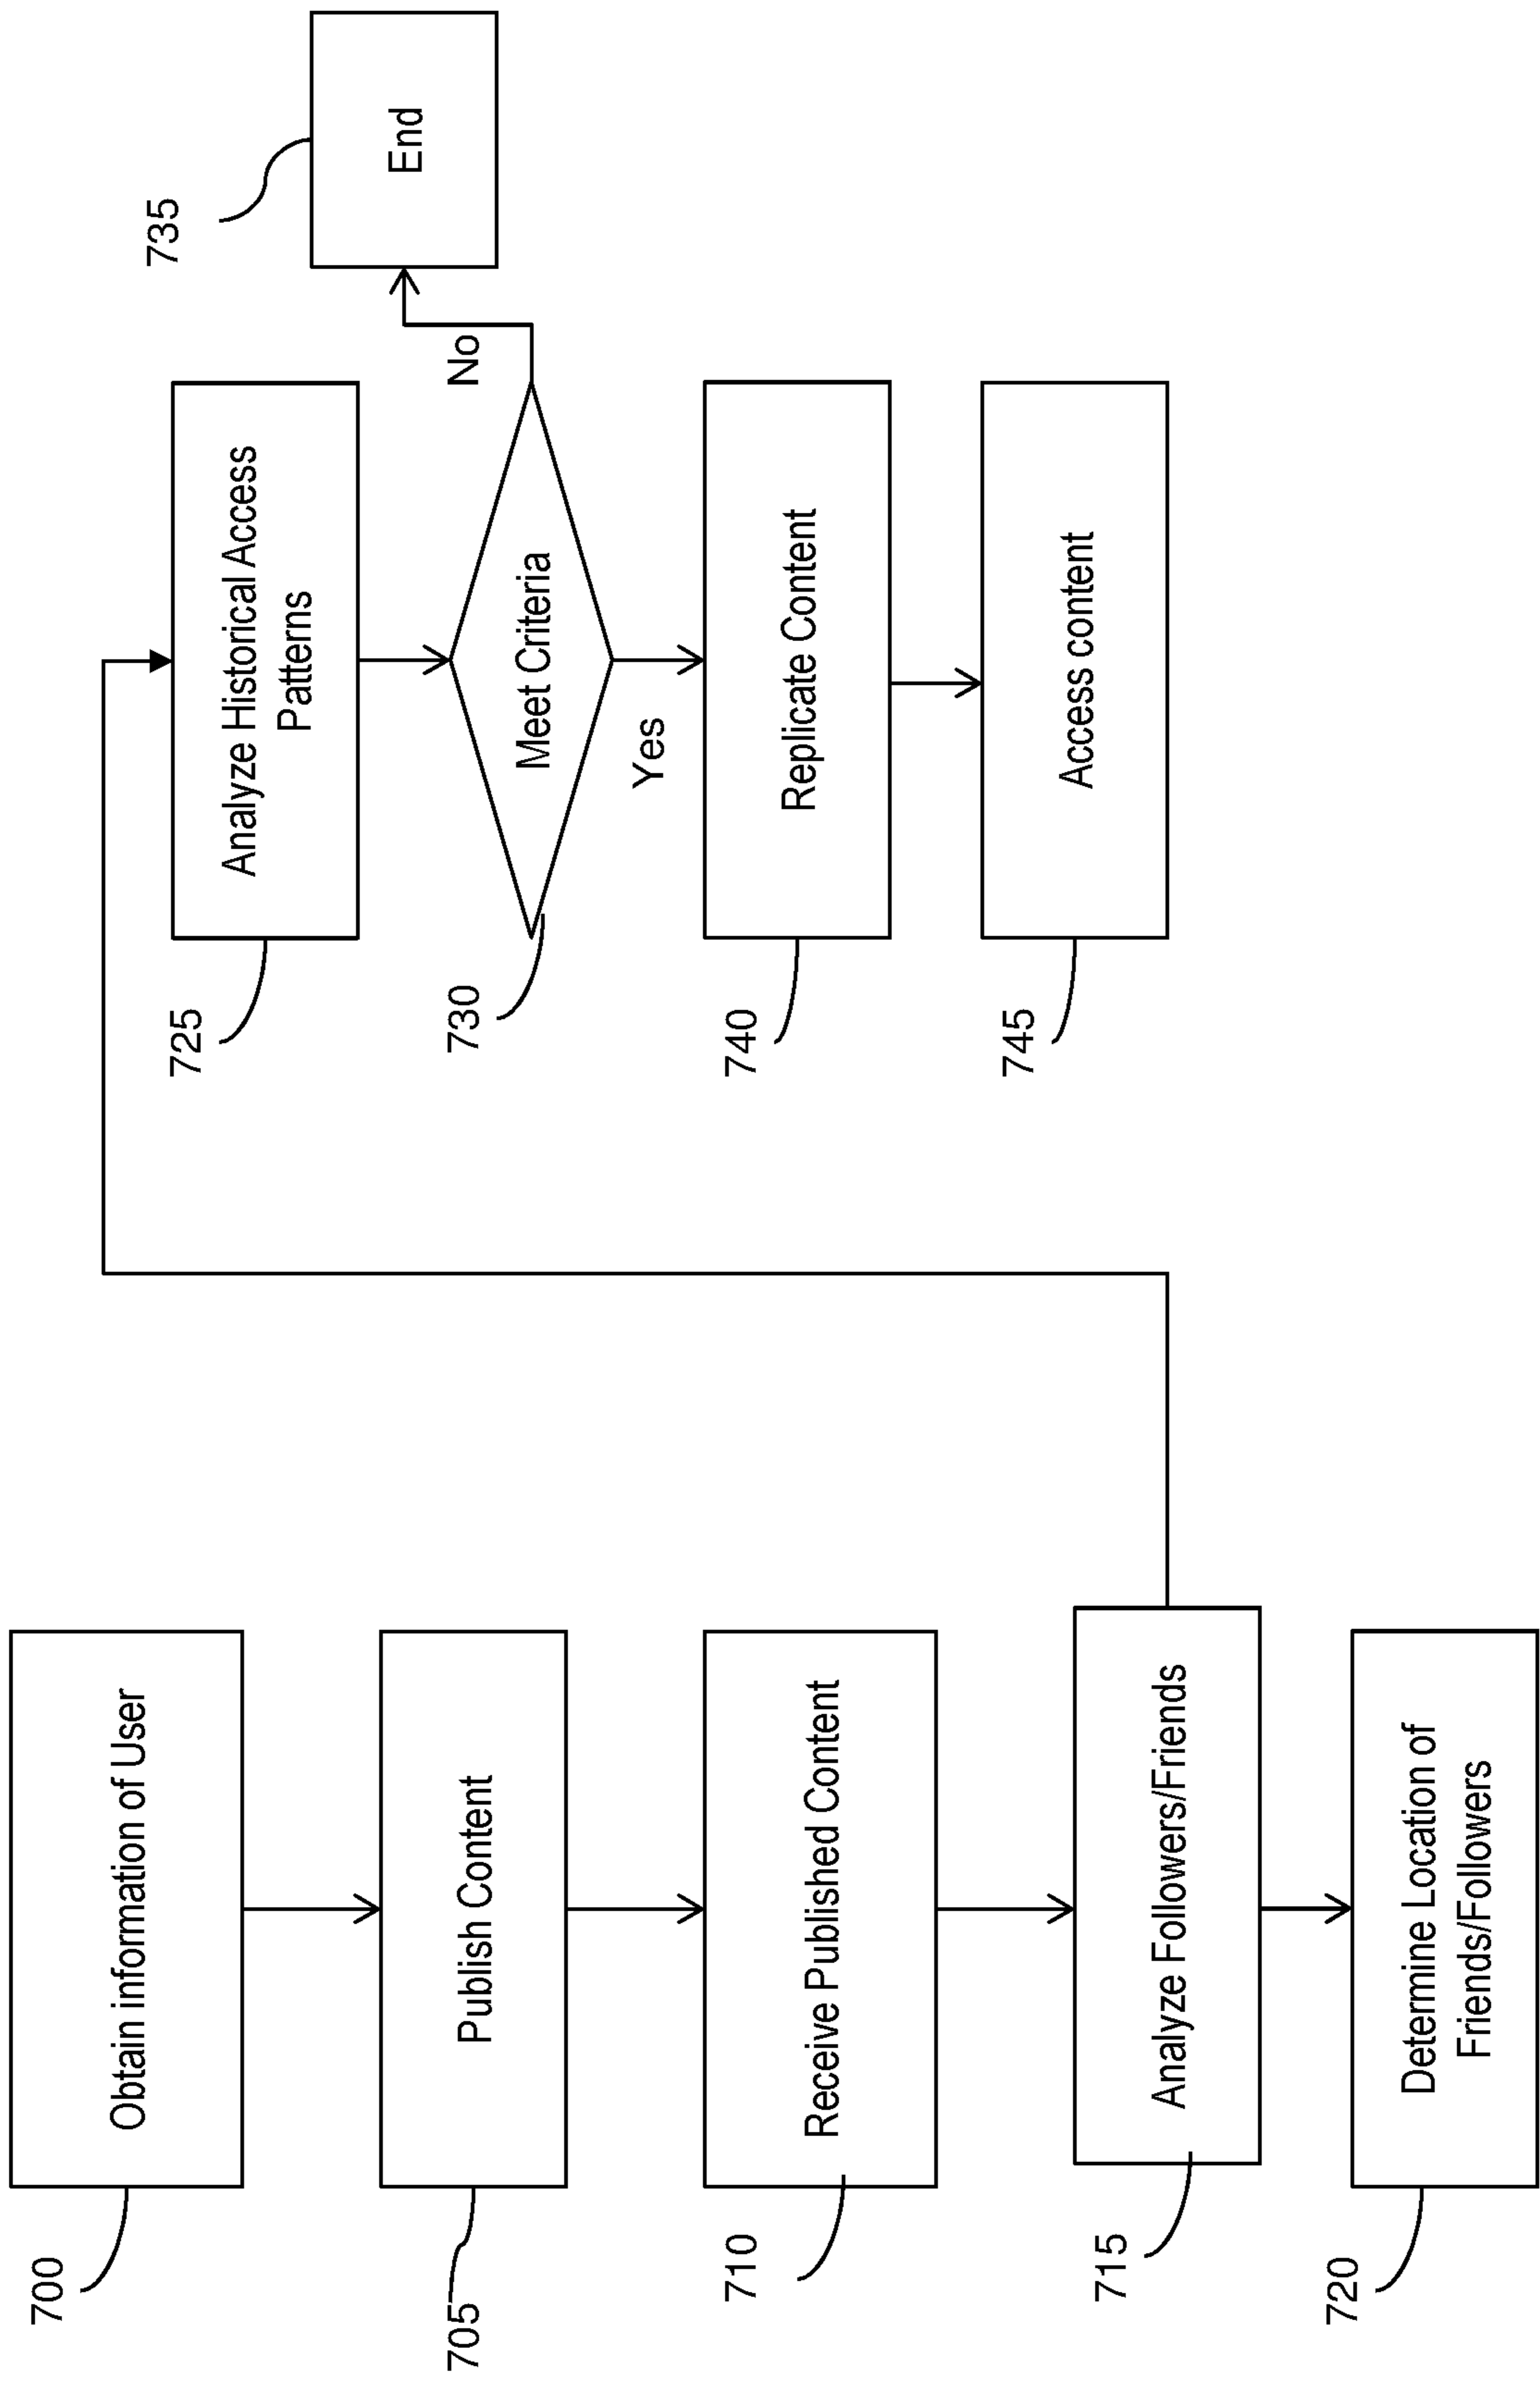 700
Obtain information of User
705
Publish Content
710
Receive Published Content
715
Analyze Followers/Friends
720
Determine Location of
Friends/Followers
725
Analyze Historical Access
Patterns
730
Meet Criteria
No
735
End
Yes
740
Replicate Content
745
Access content